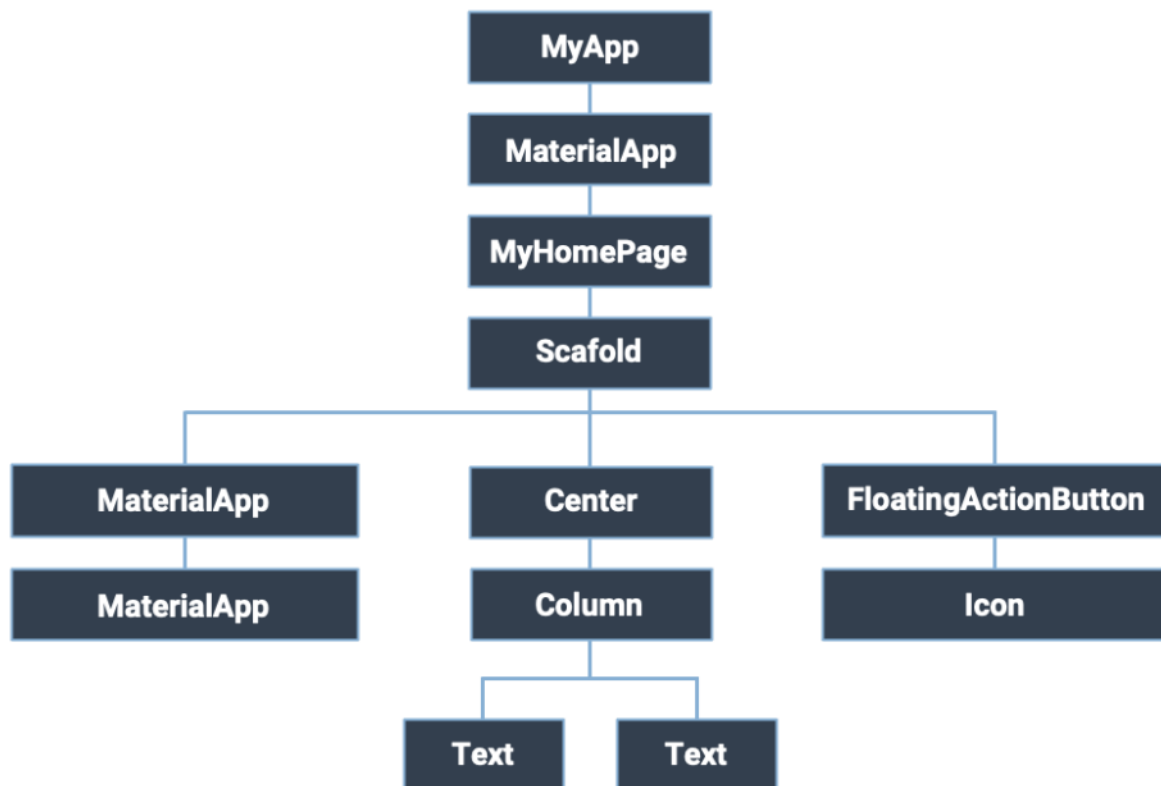 MyApp
MaterialApp
MyHomePage
Scafold
MaterialApp
Center
FloatingActionButton
MaterialApp
Column
Icon
Text
Text